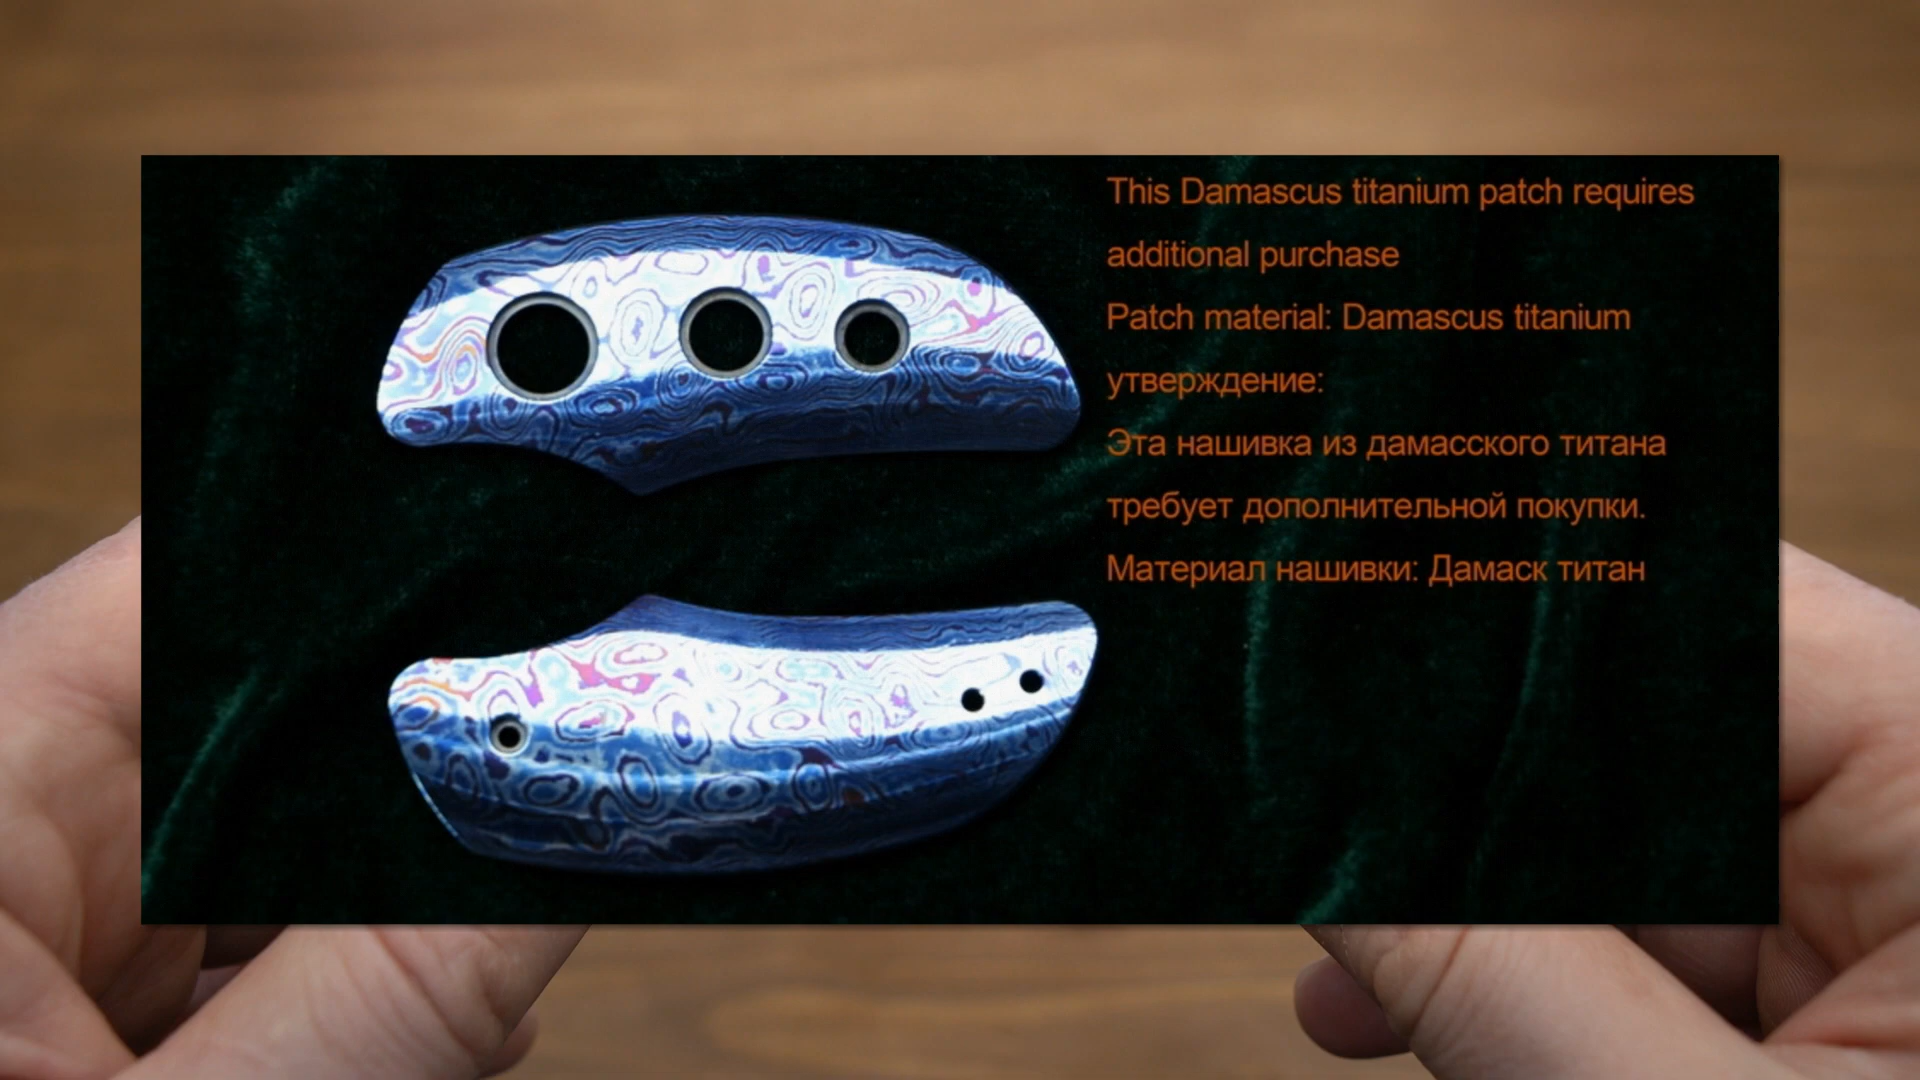 This Damascus titanium patch requires
additional purchase
Patch material: Damascus titanium
утверждение:
Эта нашивка из дамасского титана
требует дополнительной покупки.
Материал нашивки: Дамаск титан